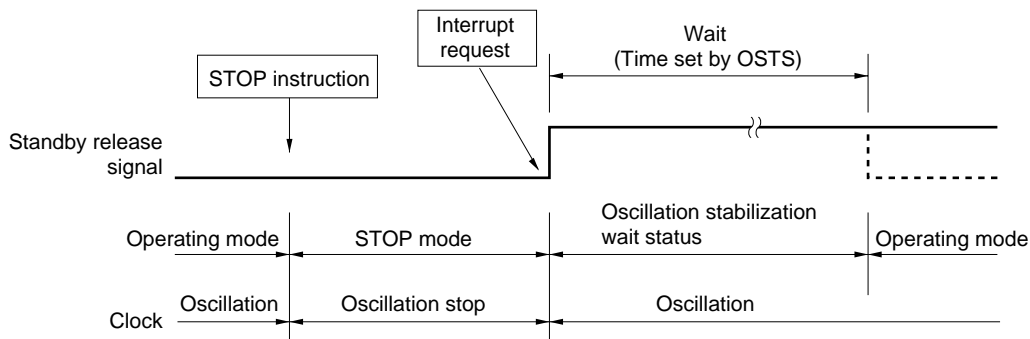 Interrupt
request
Wait
(Time set by OSTS)
STOP instruction
Standby release
signal
Operating mode
STOP mode
Oscillation stabilization
wait status
Operating mode
Clock
Oscillation
Oscillation stop
Oscillation